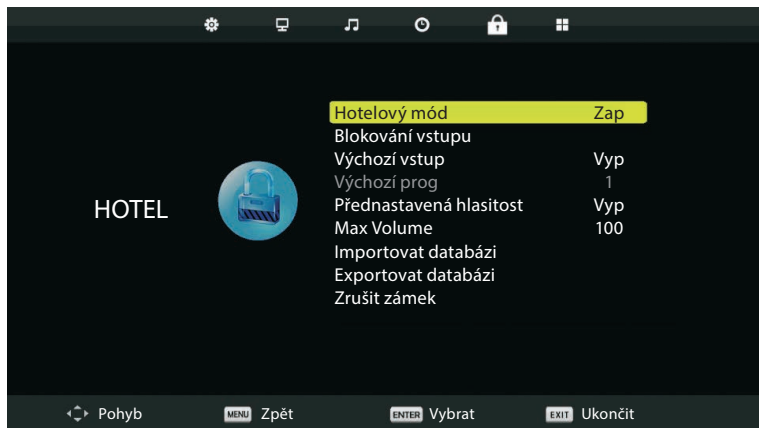 Hotelový mód Zap
Blokování vstupu
Výchozí vstup Vyp
Výchozí prog 1
HOTEL
Přednastavená hlasitost Vyp
Max Volume 100
Importovat databázi
Exportovat databázi
Zrušit zámek
Pohyb MENU Zpět ENTER Vybrat EXIT Ukončit